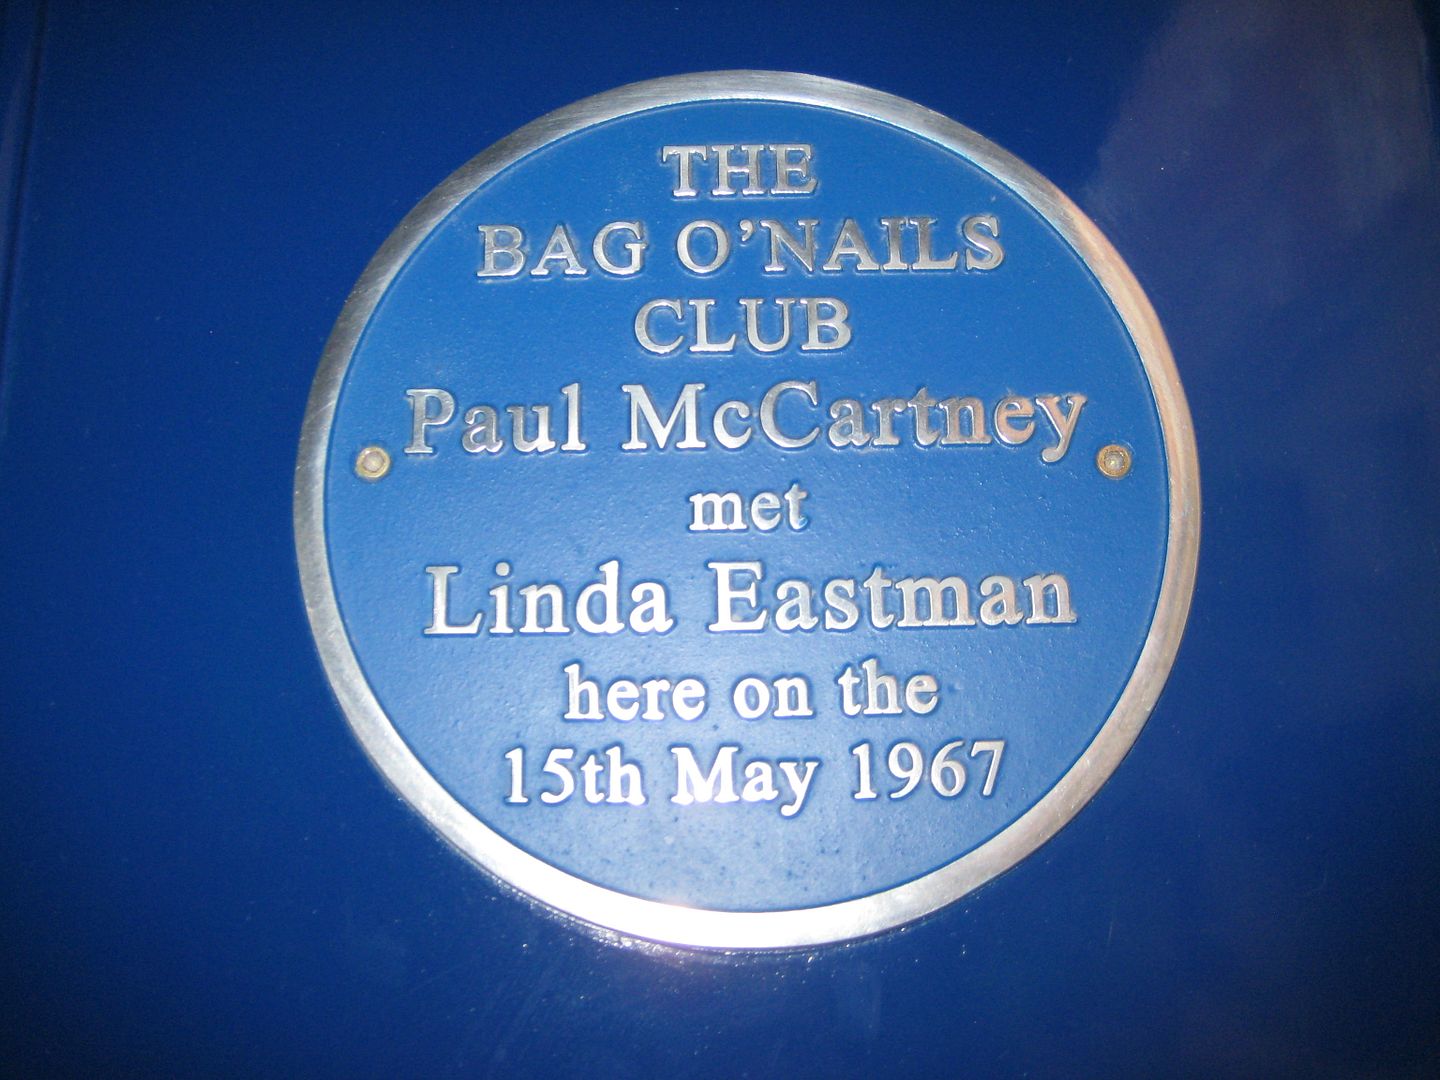 THE
BAG O'NAILS
CLUB
Paul McCartney
met
Linda Eastman
here on the
15th May 1967